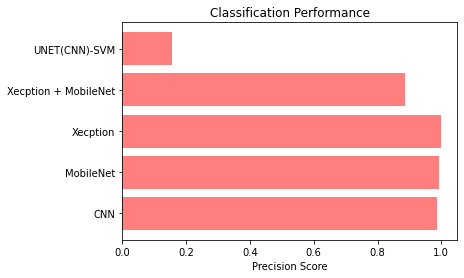 Classification Performance
UNET(CNN)-SVM
Xecption + MobileNet
Xecption
MobileNet
CNN
0.0 0.2 0.4 0.6 0.8 1.0
Precision Score